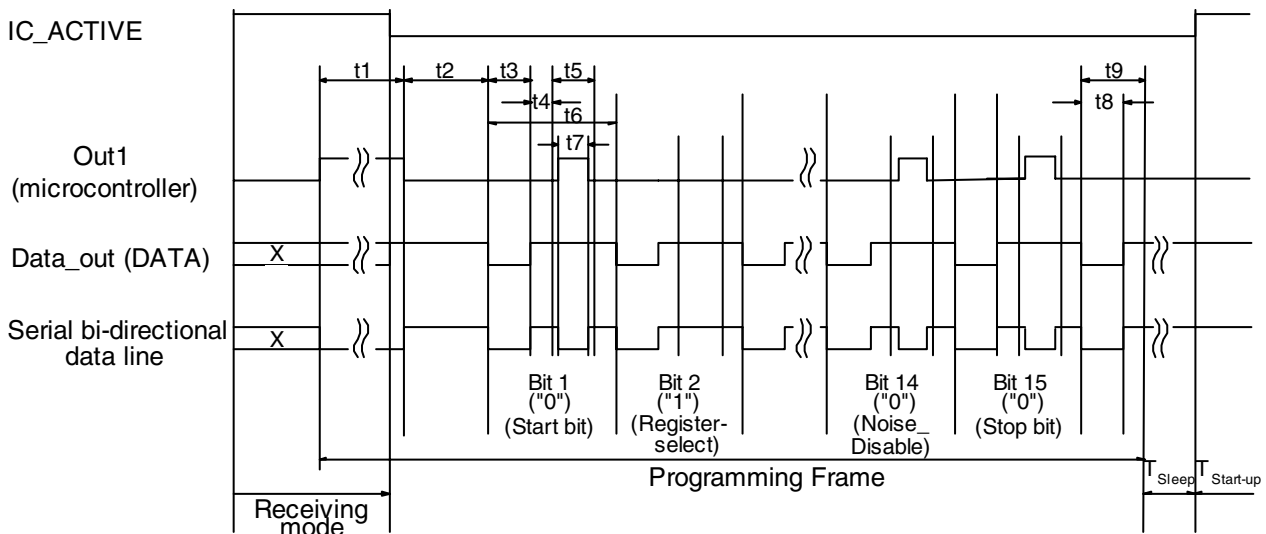 IC_ACTIVE
t1
t2
t3
t5
t9
t4
t8
t6
t7
Out1
(microcontroller)
X
Data_out (DATA)
X
Serial bi-directional
data line
Bit 1
("0")
(Start bit)
Bit 2
("1")
(Register-
select)
Bit 14
("0")
(Noise_
Disable)
Bit 15
("0")
(Stop bit)
Programming Frame
T Sleep
T Start-up
Receiving
mode